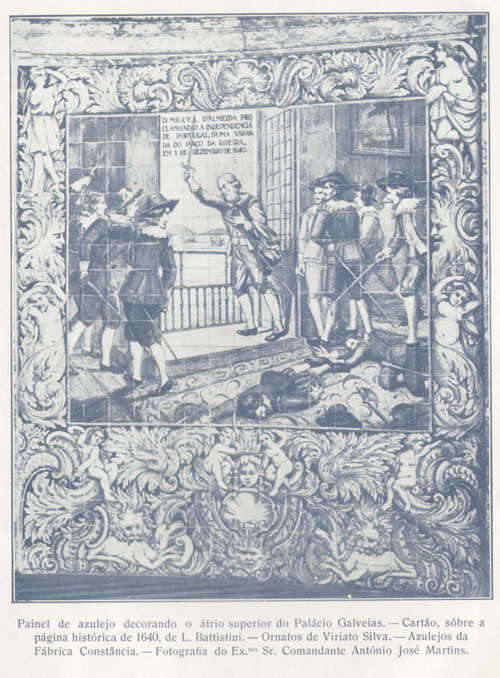 D. MIGUEL D'ALMEIDA PRO
CLAMANDO A INDEPENDENCIA
DE PORTUGAL, DUMA VARAN
DA DO PAÇO DA RIBEIRA,
EM 1 DE DEZEMBRO DE 1640.
Painel de azulejo decorando o átrio superior do Palácio Galveias. — Cartão, sôbre a
página histórica de 1640, de L. Battistini. — Ornatos de Viriato Silva. — Azulejos da
Fábrica Constância. — Fotografia do Ex.mo Sr. Comandante António José Martins.